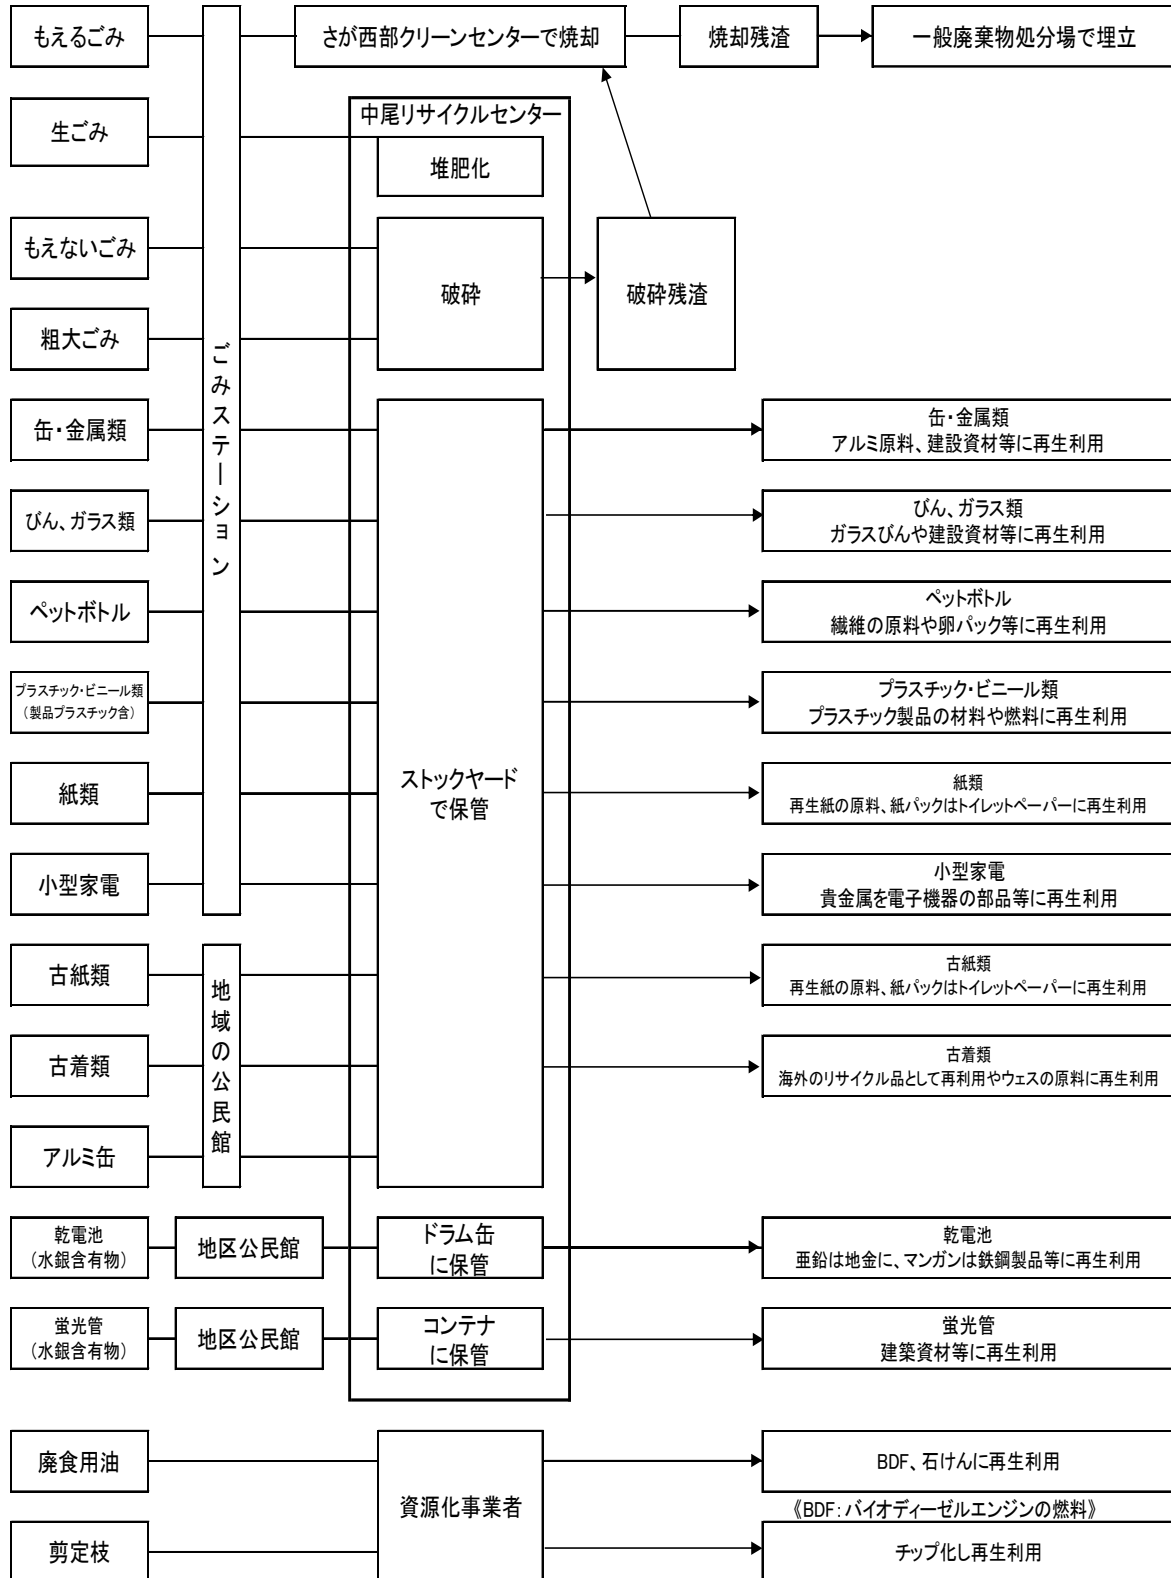 もえるごみ
さが西部クリーンセンターで焼却
焼却残渣
一般廃棄物処分場で埋立
中尾リサイクルセンター
生ごみ
堆肥化
もえないごみ
破砕
破砕残渣
粗大ごみ
ごみステーション
缶・金属類
缶・金属類
アルミ原料、建設資材等に再生利用
びん、ガラス類
びん、ガラス類
ガラスびんや建設資材等に再生利用
ペットボトル
ペットボトル
繊維の原料や卵パック等に再生利用
プラスチック・ビニール類
（製品プラスチック含）
プラスチック・ビニール類
プラスチック製品の材料や燃料に再生利用
紙類
ストックヤード
で保管
紙類
再生紙の原料、紙パックはトイレットペーパーに再生利用
小型家電
小型家電
貴金属を電子機器の部品等に再生利用
古紙類
地域の公民館
古紙類
再生紙の原料、紙パックはトイレットペーパーに再生利用
古着類
古着類
海外のリサイクル品として再利用やウェスの原料に再生利用
アルミ缶
乾電池
（水銀含有物）
地区公民館
ドラム缶
に保管
乾電池
亜鉛は地金に、マンガンは鉄鋼製品等に再生利用
蛍光管
（水銀含有物）
地区公民館
コンテナ
に保管
蛍光管
建築資材等に再生利用
廃食用油
資源化事業者
BDF、石けんに再生利用
《BDF：バイオディーゼルエンジンの燃料》
剪定枝
チップ化し再生利用